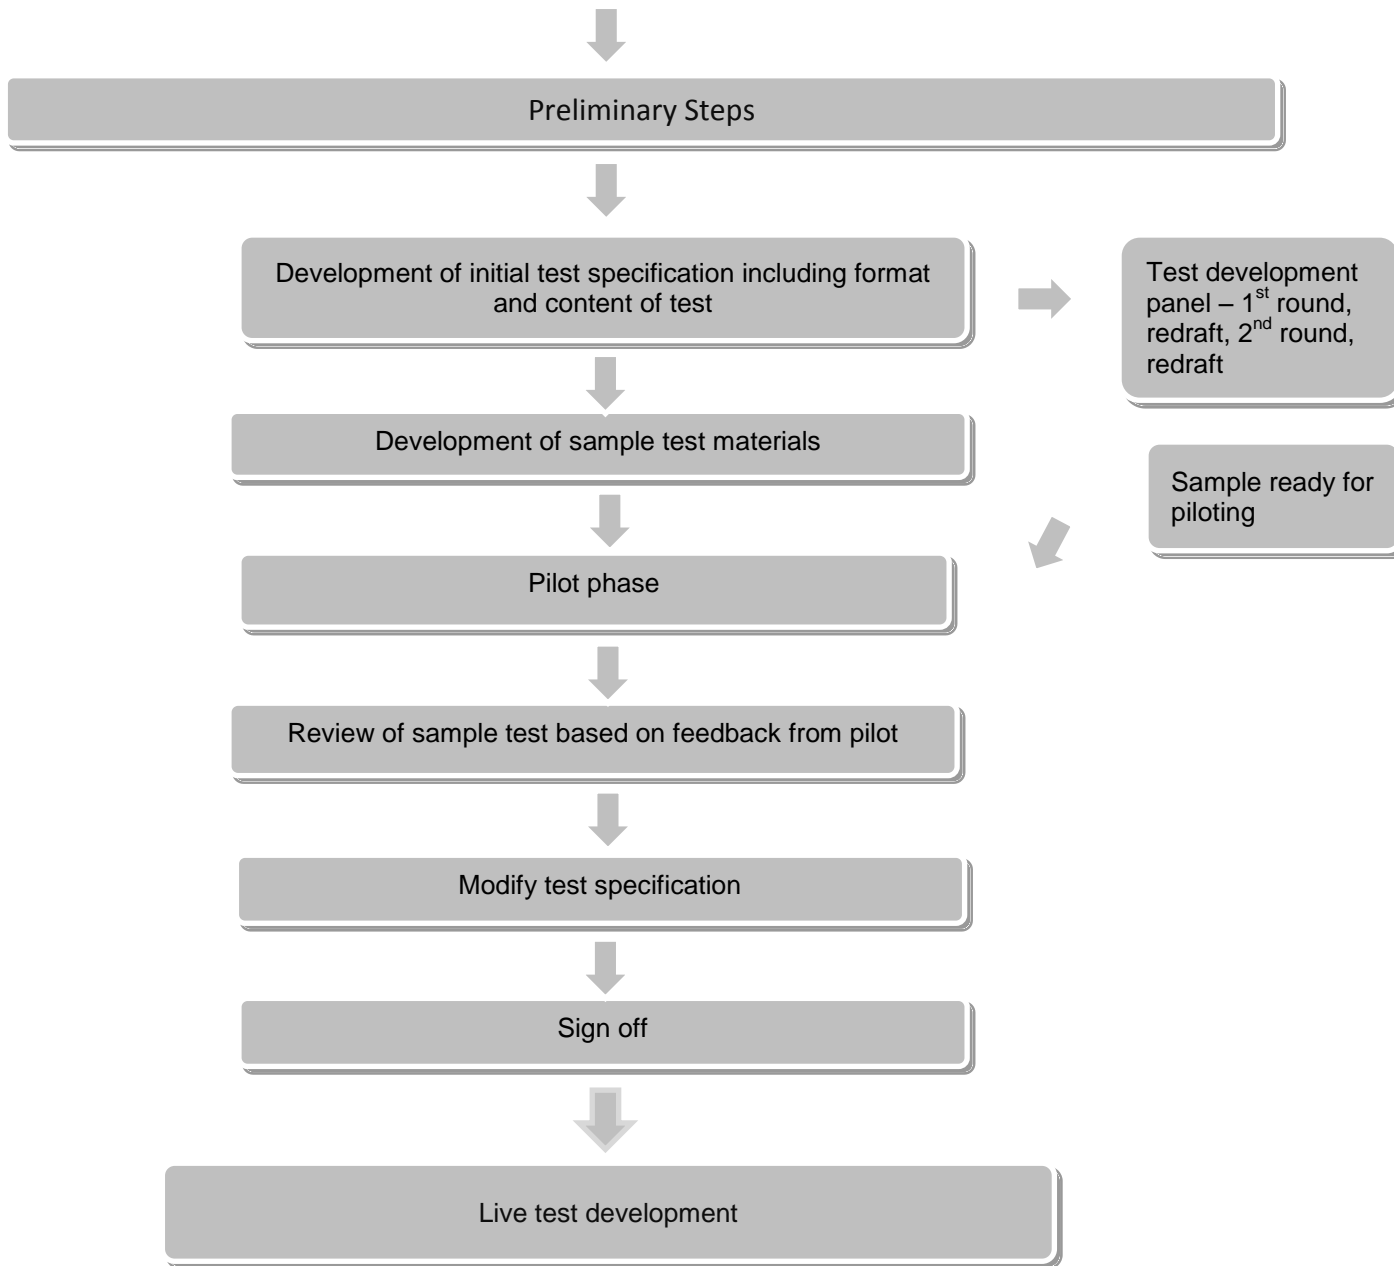 Preliminary Steps
Development of initial test specification including format
and content of test
Test development
panel – 1st round,
redraft, 2nd round,
redraft
Development of sample test materials
Sample ready for
piloting
Pilot phase
Review of sample test based on feedback from pilot
Modify test specification
Sign off
Live test development